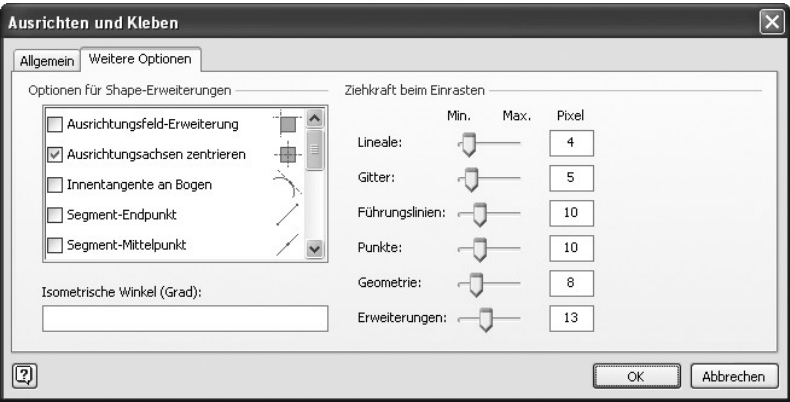 Ausrichten und Kleben
Allgemein
Weitere Optionen
Optionen für Shape-Erweiterungen
Ausrichtungsfeld-Erweiterung
Ausrichtungsachsen zentrieren
Innentangente an Bogen
Segment-Endpunkt
Segment-Mittelpunkt
Isometrische Winkel (Grad):
Ziehkraft beim Einrasten
Min. Max. Pixel
Lineale: 4
Gitter: 5
Führungslinien: 10
Punkte: 10
Geometrie: 8
Erweiterungen: 13
?
OK
Abbrechen